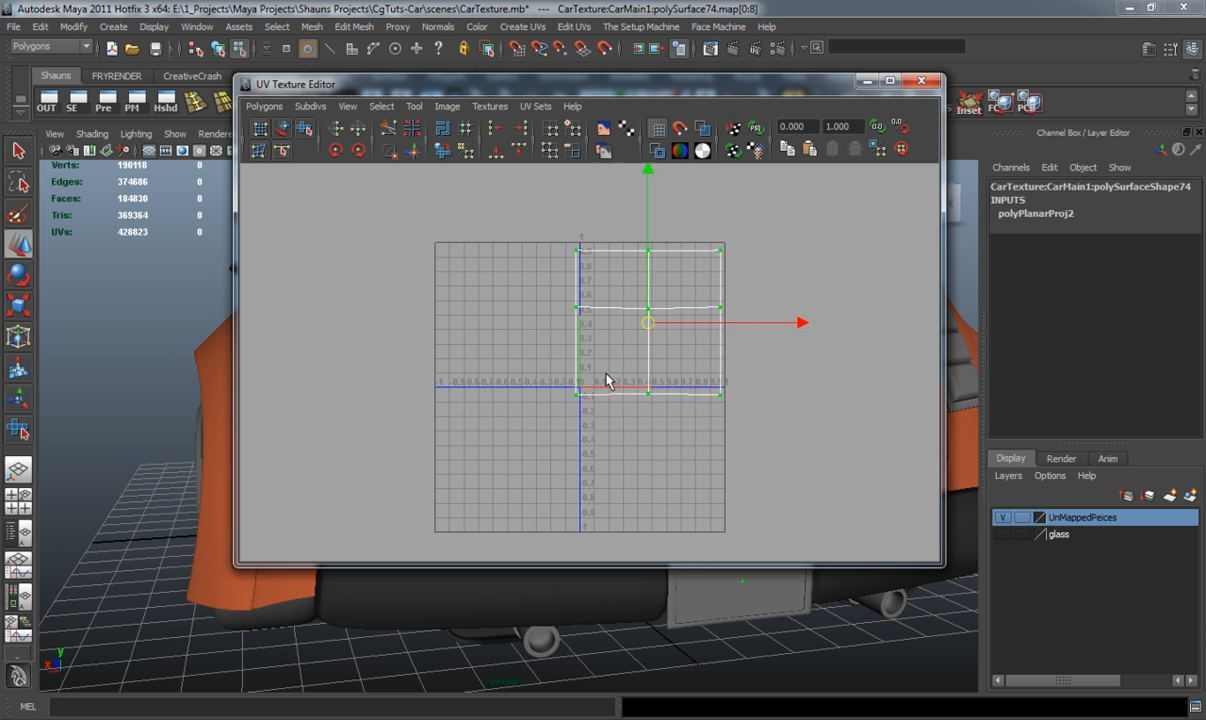 Autodesk Maya 2011 Hotfix 3 x64: E:\1_Projects\Maya Projects\Shauns Projects\CgTuts-Car\scenes\CarTexture.mb* --- CarTexture:CarMain1:polySurface74.map[0:8]
File Edit Modify Create Display Window Assets Select Mesh Edit Mesh Proxy Normals Color Create UVs Edit UVs The Setup Machine Face Machine Help
Polygons
Shauns FRYRENDER CreativeCrash
OUT SE Pre PM Hshd
Inset FC PCB
UV Texture Editor
Polygons Subdivs View Select Tool Image Textures UV Sets Help
0.000 1.000
View Shading Lighting Show Rendere
Verts: 190118 0
Edges: 374686 0
Faces: 184830 0
Tris: 369364 0
UVs: 428823 0
Channel Box / Layer Editor
Channels Edit Object Show
CarTexture:CarMain1:polySurfaceShape74
INPUTS
polyPlanarProj2
Display Render Anim
Layers Options Help
V UnMappedPeices
glass
y
x
persp
MEL